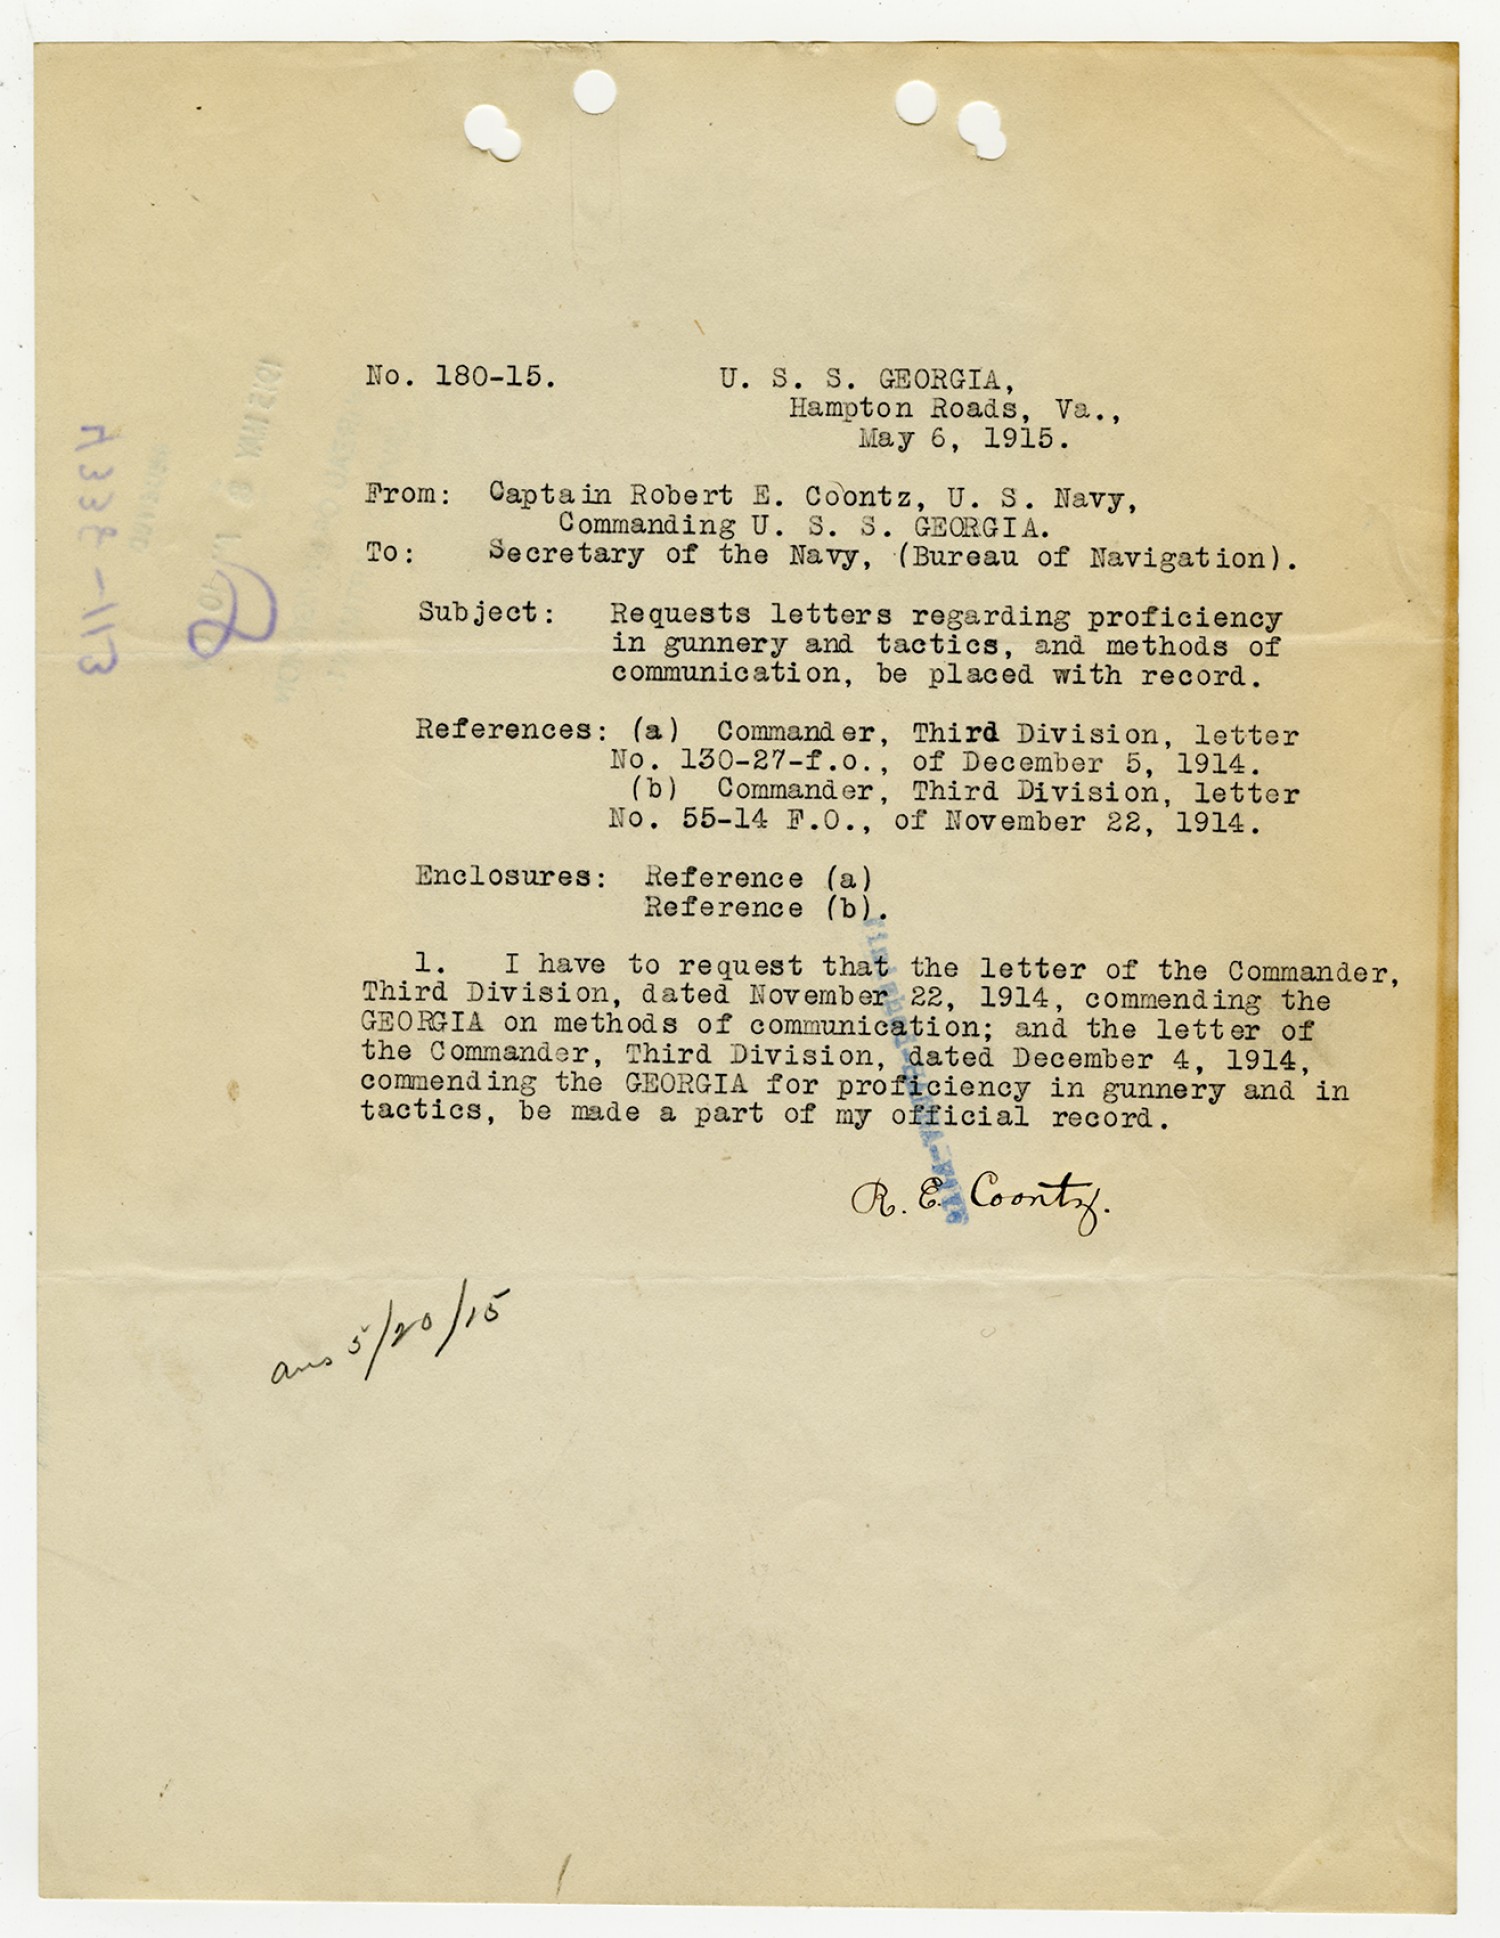 No. 180-15. U. S. S. GEORGIA,
Hampton Roads, Va.,
May 6, 1915.
From: Captain Robert E. Coontz, U. S. Navy,
Commanding U. S. S. GEORGIA.
To: Secretary of the Navy, (Bureau of Navigation).
Subject: Requests letters regarding proficiency
in gunnery and tactics, and methods of
communication, be placed with record.
References: (a) Commander, Third Division, letter
No. 130-27-f.o., of December 5, 1914.
(b) Commander, Third Division, letter
No. 55-14 F.O., of November 22, 1914.
Enclosures: Reference (a)
Reference (b).
1. I have to request that the letter of the Commander,
Third Division, dated November 22, 1914, commending the
GEORGIA on methods of communication; and the letter of
the Commander, Third Division, dated December 4, 1914,
commending the GEORGIA for proficiency in gunnery and in
tactics, be made a part of my official record.
R. E. Coontz.
ans 5/20/15